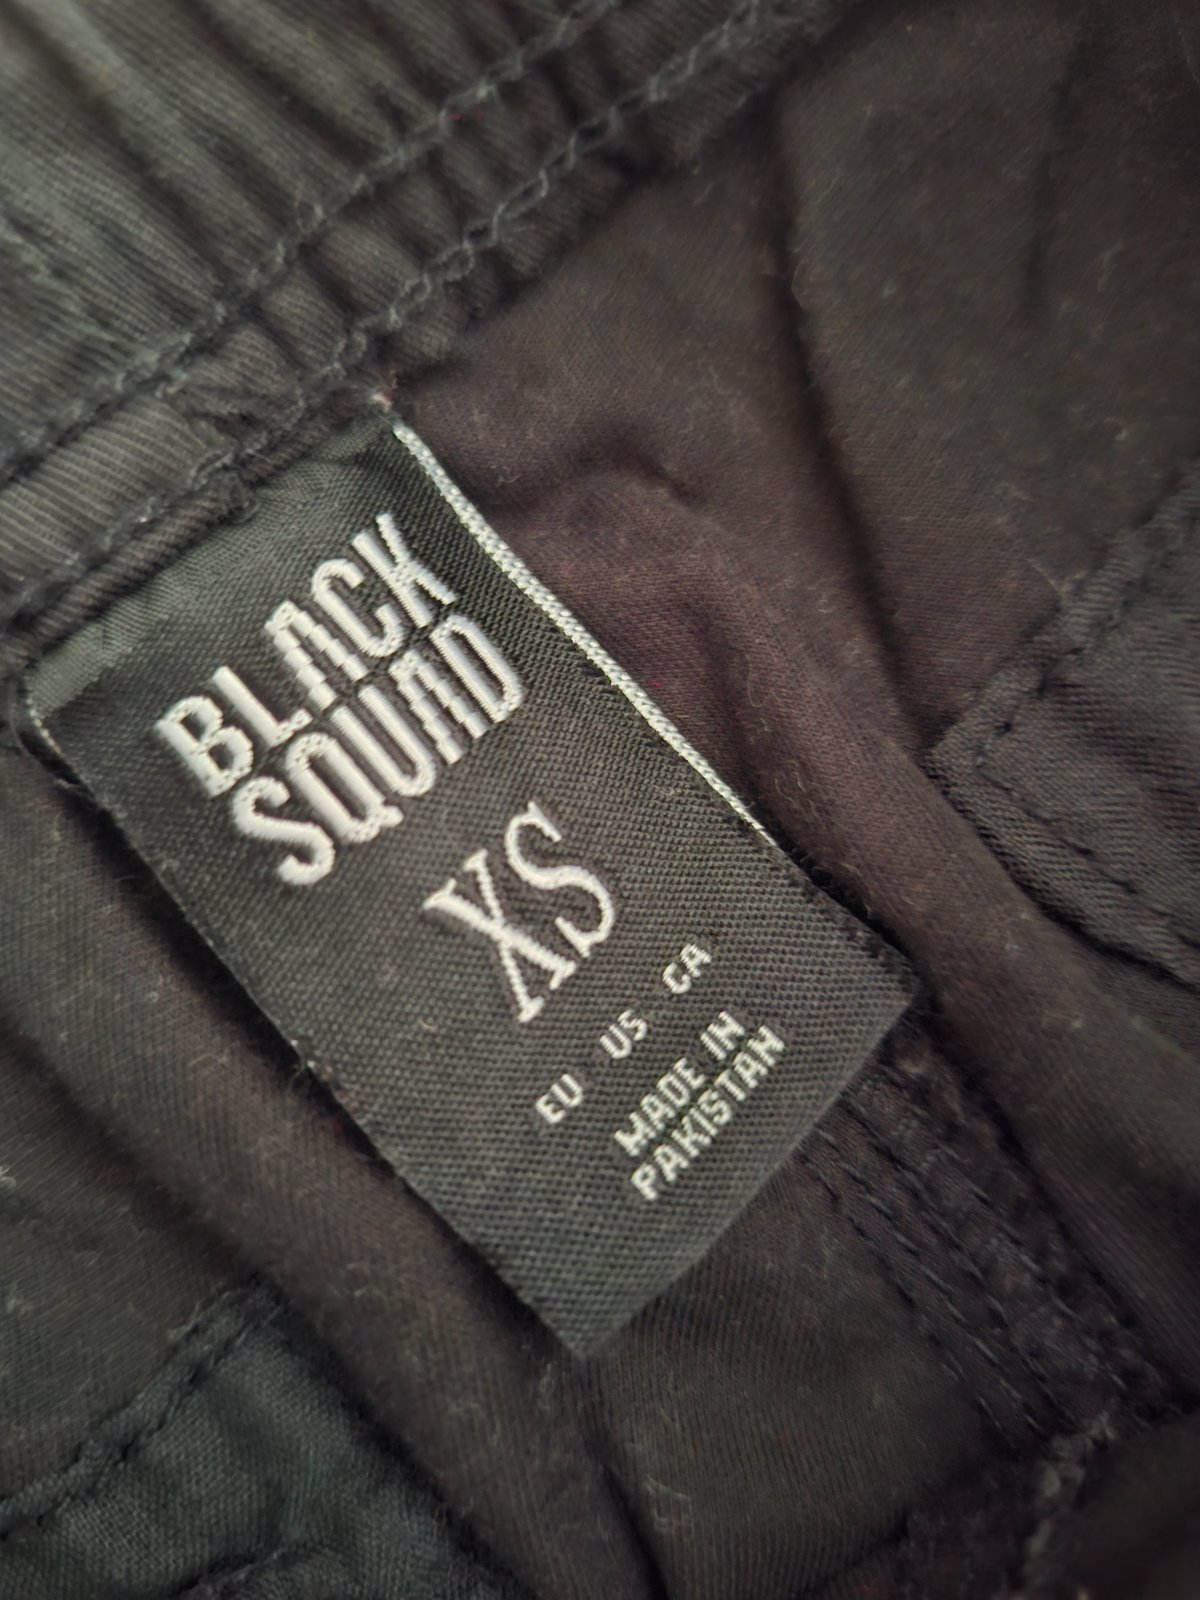 BLACK
SQUAD
XS
EU US CA
MADE IN
PAKISTAN